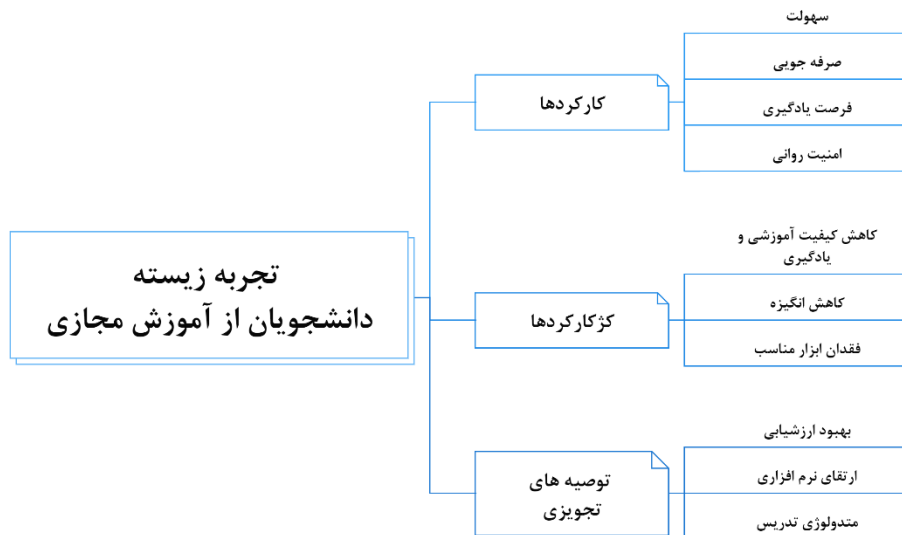 تجربه زیسته
دانشجویان از آموزش مجازی
کارکردها
سهولت
صرفه جویی
فرصت یادگیری
امنیت روانی
کژکارکردها
کاهش کیفیت آموزشی و
یادگیری
کاهش انگیزه
فقدان ابزار مناسب
توصیه های
تجویزی
بهبود ارزشیابی
ارتقای نرم افزاری
متدولوژی تدریس